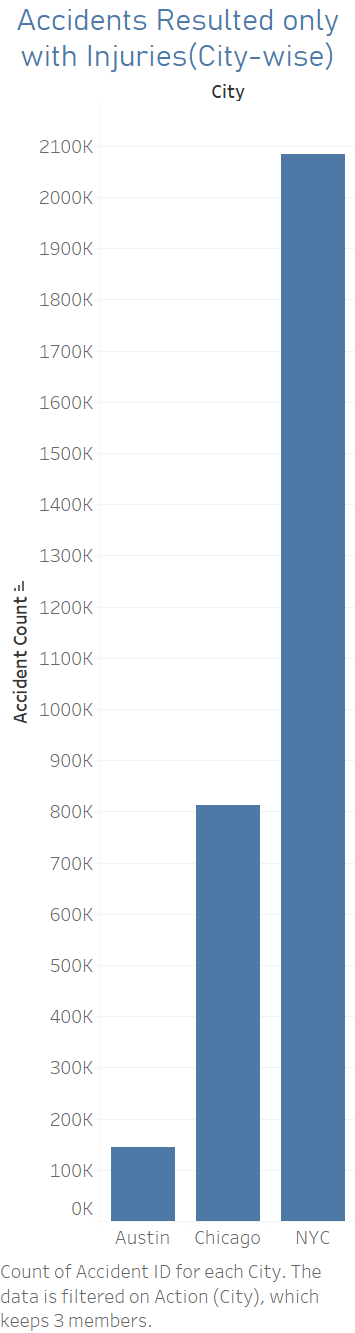 Accidents Resulted only
with Injuries(City-wise)
City
2100K
2000K
1900K
1800K
1700K
1600K
1500K
1400K
1300K
1200K
1100K
1000K
900K
800K
700K
600K
500K
400K
300K
200K
100K
0K
Accident Count
Austin Chicago NYC
Count of Accident ID for each City. The
data is filtered on Action (City), which
keeps 3 members.